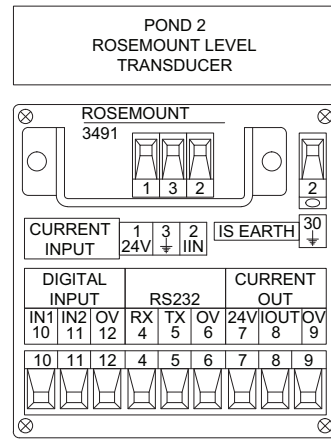 POND 2
ROSEMOUNT LEVEL
TRANSDUCER
ROSEMOUNT
3491
1 3 2
2
CURRENT INPUT
1 3 2
24V IIN
IS EARTH
30
DIGITAL INPUT
RS232
CURRENT OUT
IN1 IN2 OV RX TX OV 24V IOUT OV
10 11 12 4 5 6 7 8 9
10 11 12 4 5 6 7 8 9